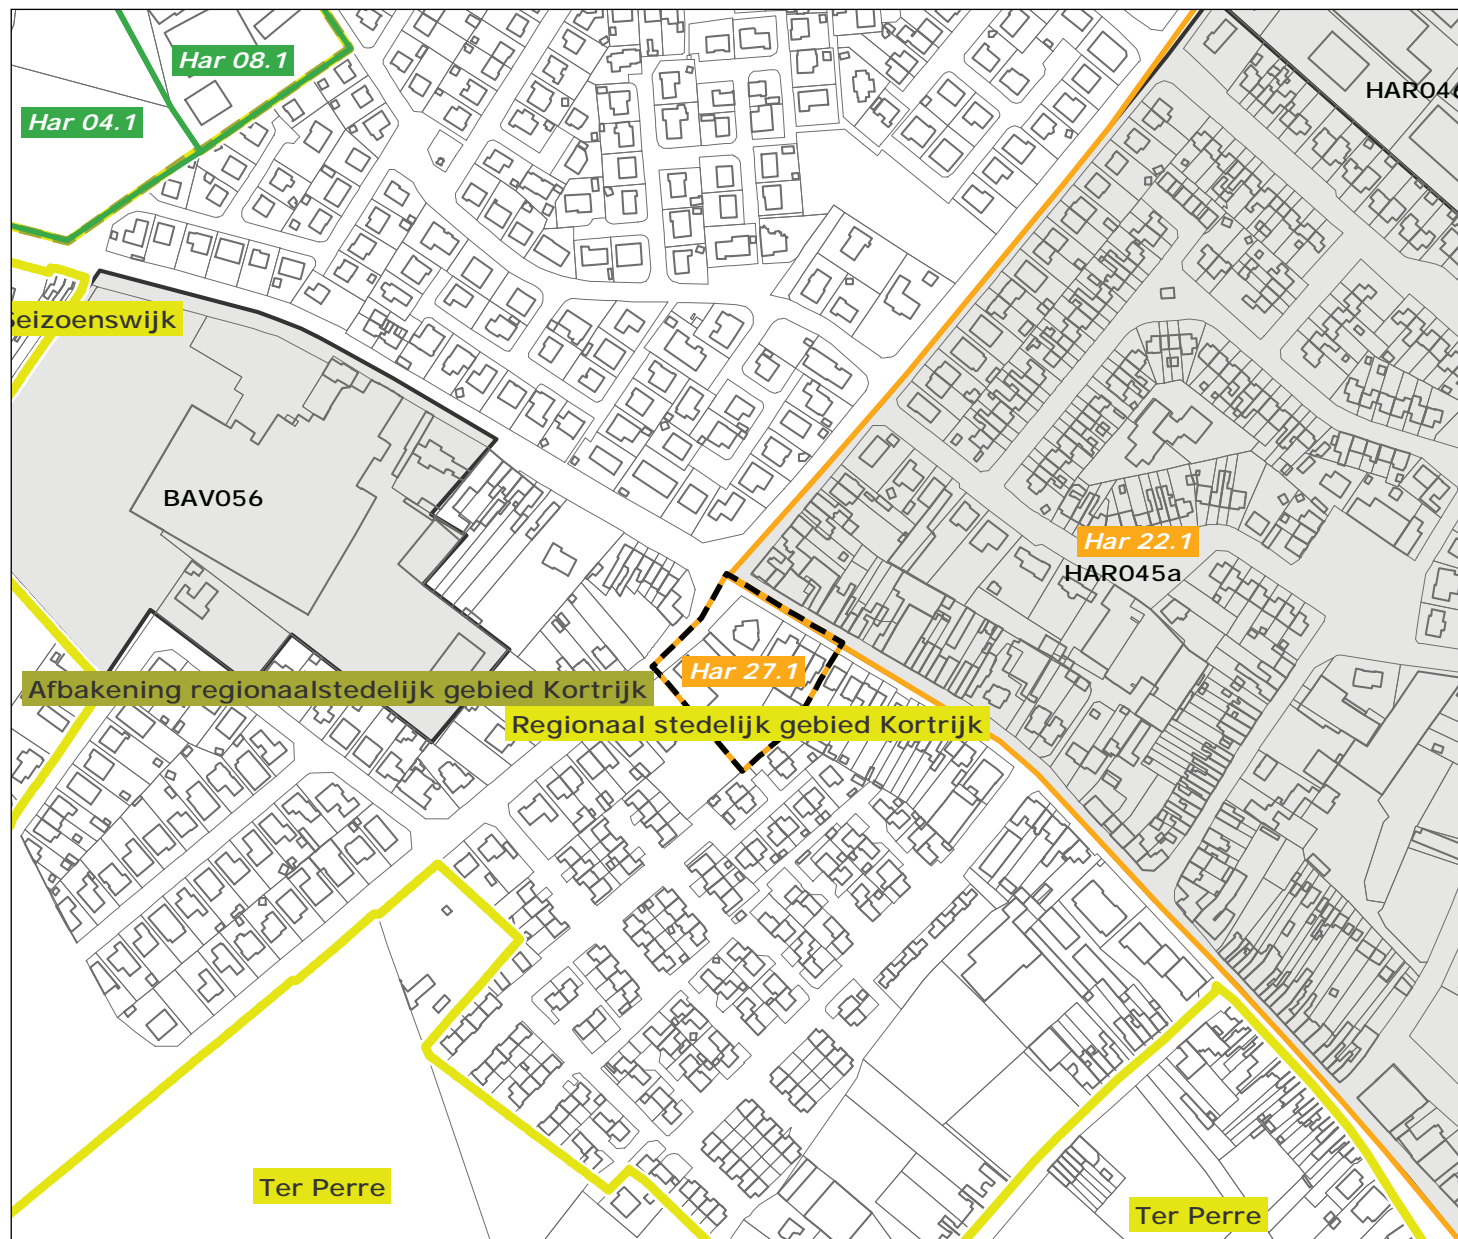 Har 08.1
HAR046
Har 04.1
Seizoenswijk
BAV056
Har 22.1
HAR045a
Har 27.1
Afbakening regionaalstedelijk gebied Kortrijk
Regionaal stedelijk gebied Kortrijk
Ter Perre
Ter Perre